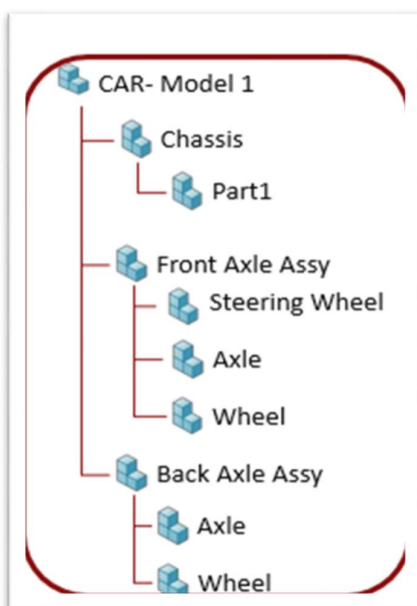 CAR- Model 1
Chassis
Part1
Front Axle Assy
Steering Wheel
Axle
Wheel
Back Axle Assy
Axle
Wheel